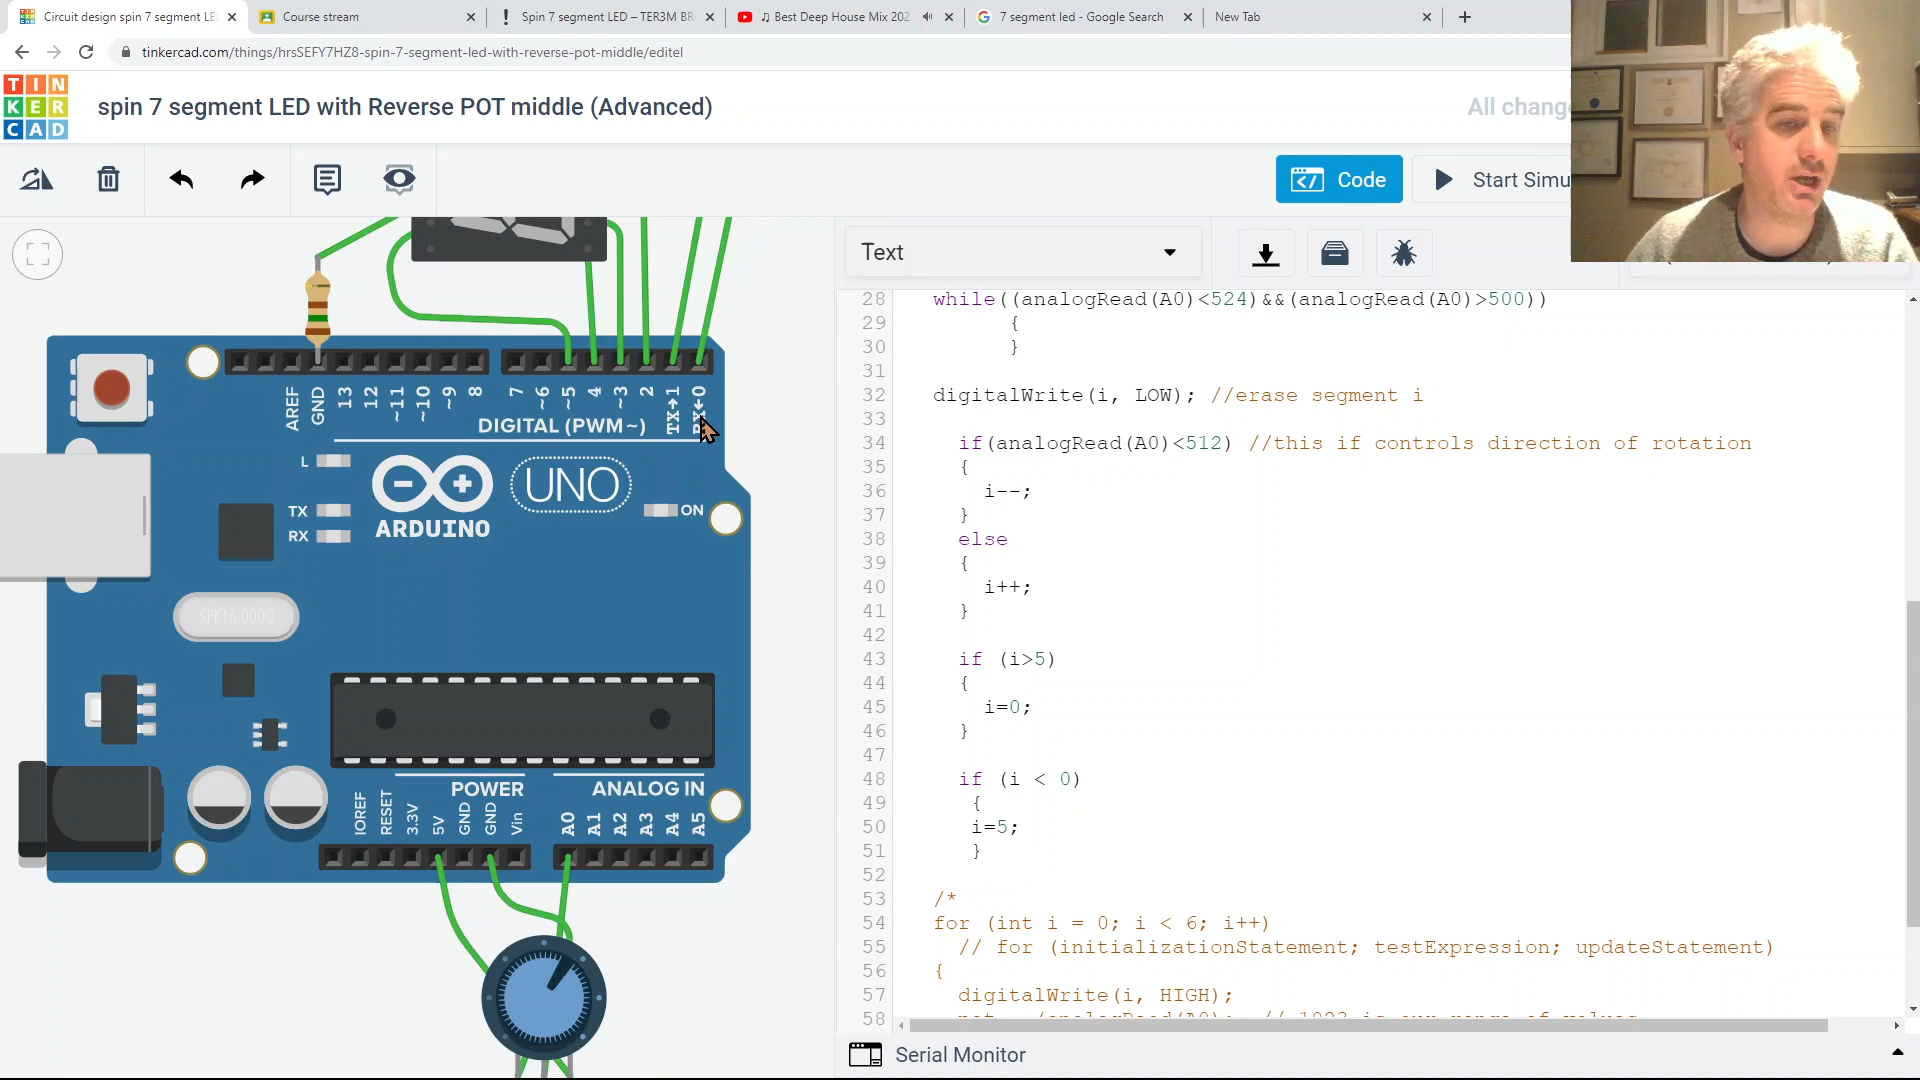 Circuit design spin 7 segment LE
Course stream
Spin 7 segment LED – TER3M BR
♫ Best Deep House Mix 202
7 segment led - Google Search
New Tab
tinkercad.com/things/hrsSEFY7HZ8-spin-7-segment-led-with-reverse-pot-middle/editel
TIN
KER
CAD
spin 7 segment LED with Reverse POT middle (Advanced)
All chang
Code
Start Simu
Text
28 while((analogRead(A0)<524)&&(analogRead(A0)>500))
29 {
30 }
31
32 digitalWrite(i, LOW); //erase segment i
33
34 if(analogRead(A0)<512) //this if controls direction of rotation
35 {
36 i--;
37 }
38 else
39 {
40 i++;
41 }
42
43 if (i>5)
44 {
45 i=0;
46 }
47
48 if (i < 0)
49 {
50 i=5;
51 }
52
53 /*
54 for (int i = 0; i < 6; i++)
55 // for (initializationStatement; testExpression; updateStatement)
56 {
57 digitalWrite(i, HIGH);
58
Serial Monitor
AREF
GND
13
12
~11
~10
~9
8
7
~6
~5
4
~3
2
TX→1
RX←0
DIGITAL (PWM~)
L
TX
RX
ARDUINO
UNO
ON
SPK16.000G
POWER
ANALOG IN
IOREF
RESET
3.3V
5V
GND
GND
Vin
A0
A1
A2
A3
A4
A5